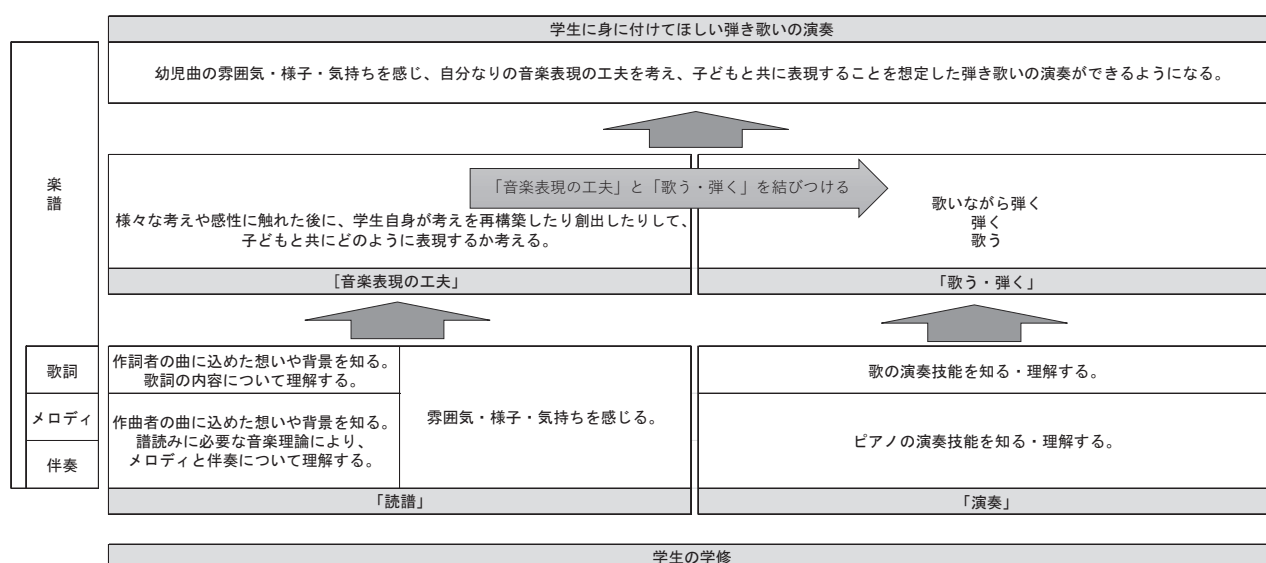 学生に身に付けてほしい弾き歌いの演奏
幼児曲の雰囲気・様子・気持ちを感じ、自分なりの音楽表現の工夫を考え、子どもと共に表現することを想定した弾き歌いの演奏ができるようになる。
楽譜
「音楽表現の工夫」と「歌う・弾く」を結びつける
様々な考えや感性に触れた後に、学生自身が考えを再構築したり創出したりして、
子どもと共にどのように表現するか考える。
歌いながら弾く
弾く
歌う
[音楽表現の工夫」
「歌う・弾く」
歌詞
作詞者の曲に込めた想いや背景を知る。
歌詞の内容について理解する。
メロディ
伴奏
作曲者の曲に込めた想いや背景を知る。
譜読みに必要な音楽理論により、
メロディと伴奏について理解する。
雰囲気・様子・気持ちを感じる。
歌の演奏技能を知る・理解する。
ピアノの演奏技能を知る・理解する。
「読譜」
「演奏」
学生の学修